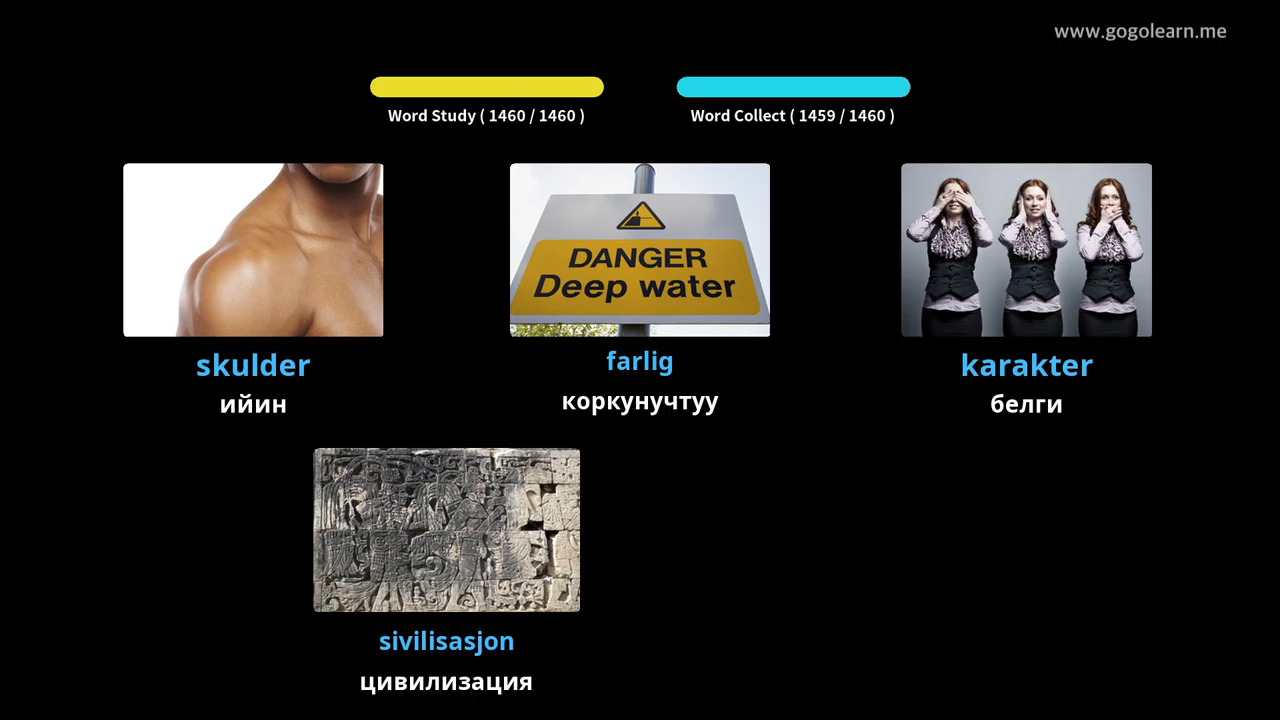 www.gogolearn.me
Word Study ( 1460 / 1460 )
Word Collect ( 1459 / 1460 )
DANGER
Deep water
skulder
farlig
karakter
ийин
коркунучтуу
белги
sivilisasjon
цивилизация